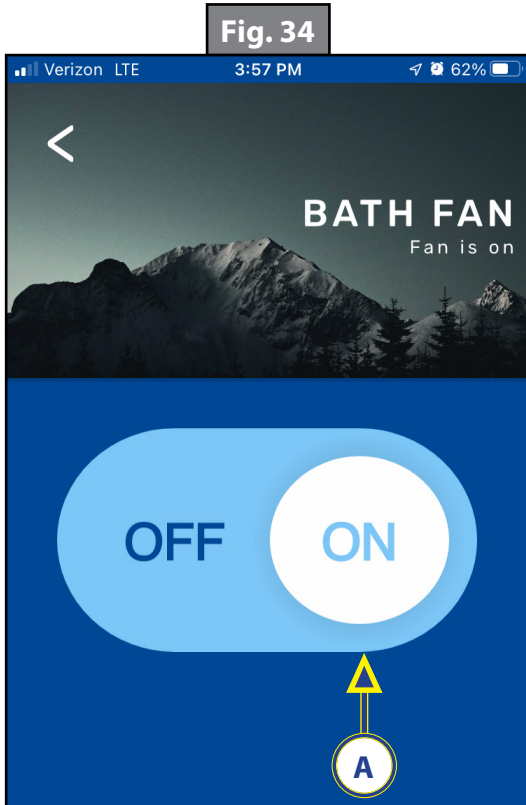 Fig. 34
Verizon LTE 3:57 PM 62%
BATH FAN
Fan is on
OFF ON
A